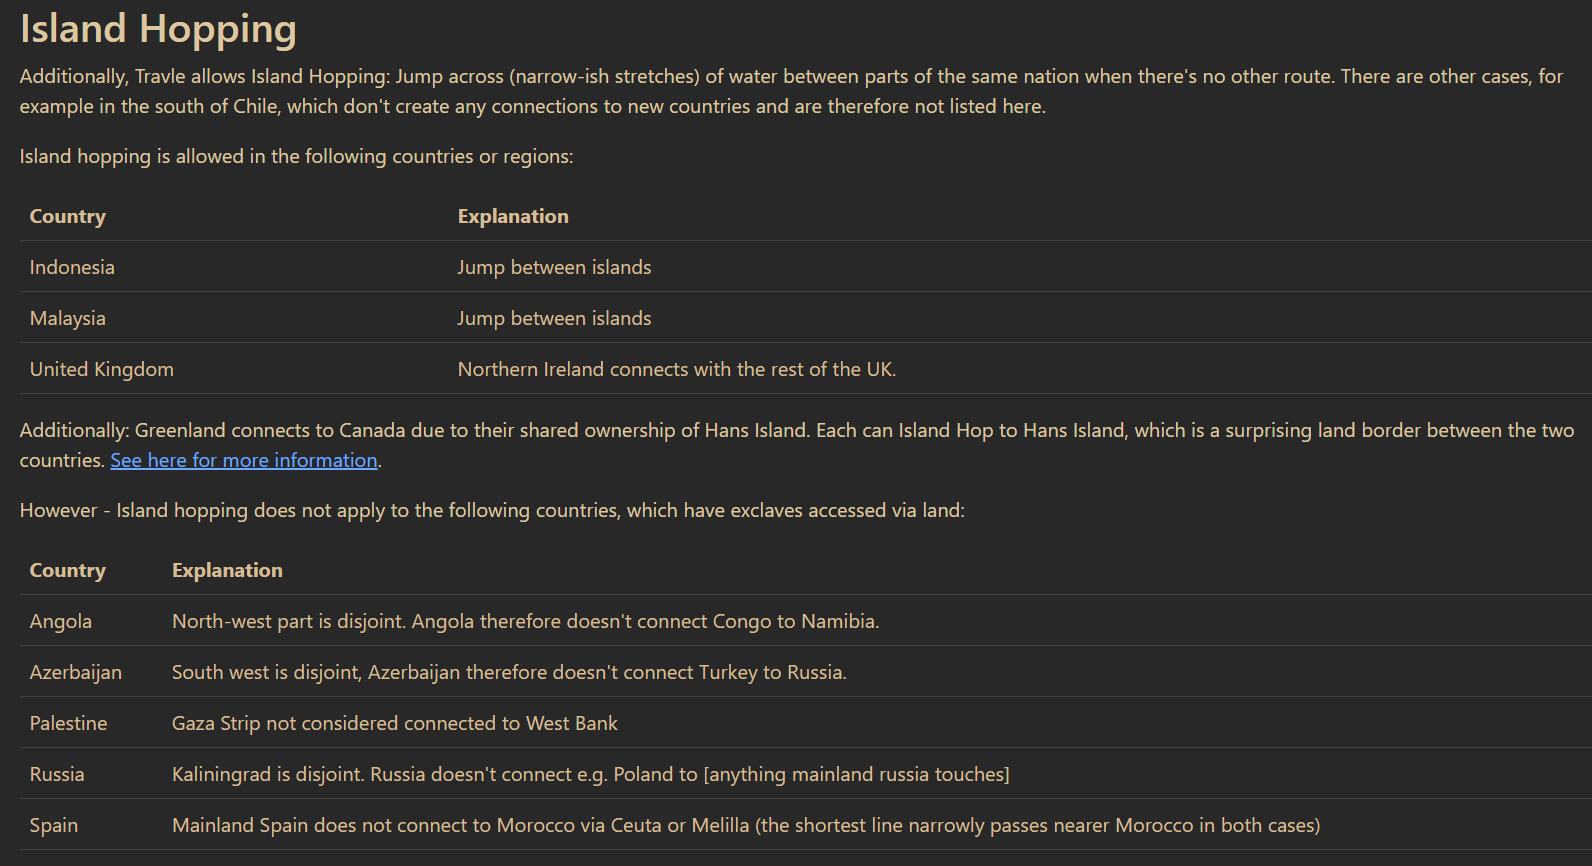 Island Hopping
Additionally, Travle allows Island Hopping: Jump across (narrow-ish stretches) of water between parts of the same nation when there's no other route. There are other cases, for
example in the south of Chile, which don't create any connections to new countries and are therefore not listed here.
Island hopping is allowed in the following countries or regions:
Country Explanation
Indonesia Jump between islands
Malaysia Jump between islands
United Kingdom Northern Ireland connects with the rest of the UK.
Additionally: Greenland connects to Canada due to their shared ownership of Hans Island. Each can Island Hop to Hans Island, which is a surprising land border between the two
countries. See here for more information.
However - Island hopping does not apply to the following countries, which have exclaves accessed via land:
Country Explanation
Angola North-west part is disjoint. Angola therefore doesn't connect Congo to Namibia.
Azerbaijan South west is disjoint, Azerbaijan therefore doesn't connect Turkey to Russia.
Palestine Gaza Strip not considered connected to West Bank
Russia Kaliningrad is disjoint. Russia doesn't connect e.g. Poland to [anything mainland russia touches]
Spain Mainland Spain does not connect to Morocco via Ceuta or Melilla (the shortest line narrowly passes nearer Morocco in both cases)